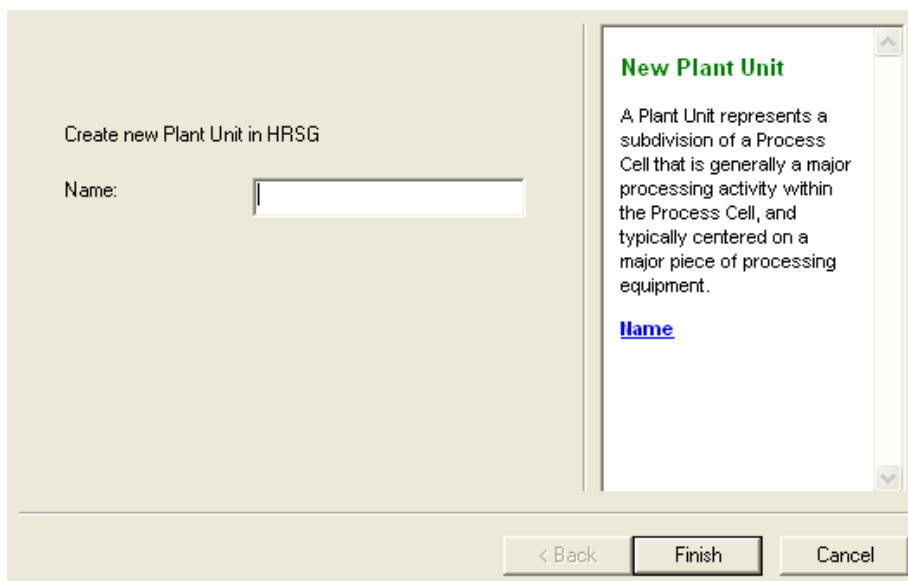 Create new Plant Unit in HRSG
Name:
New Plant Unit
A Plant Unit represents a
subdivision of a Process
Cell that is generally a major
processing activity within
the Process Cell, and
typically centered on a
major piece of processing
equipment.
Name
< Back
Finish
Cancel